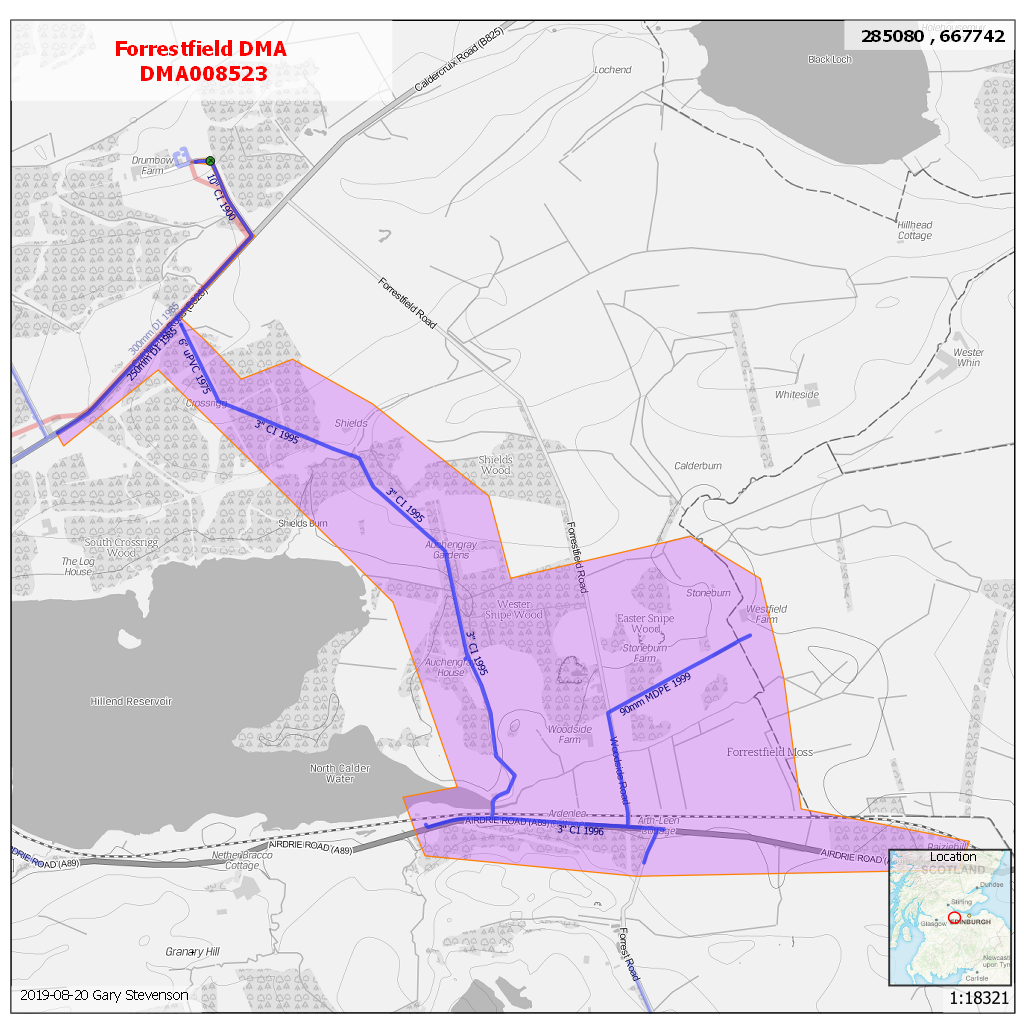 Forrestfield DMA
DMA008523
285080 , 667742
Caldercruix Road (B825)
Lochend
Black Loch
Drumbow
Farm
10" CI 1900
Hillhead
Cottage
Forrestfield Road
300mm DI 1985
250mm DI 1985
6" uPVC 1975
Wester
Whin
Whiteside
Crossrigg
3" CI 1995
Shields
Shields
Wood
Calderburn
3" CI 1995
Shields Burn
South Crossrigg
Wood
The Log
House
Auchengray
Gardens
Forrestfield Road
Stoneburn
Wester
Shipe Wood
Westfield
Farm
Easter Snipe
Wood
Stoneburn
Farm
3" CI 1995
Auchengray
House
90mm MDPE 1999
Hillend Reservoir
Woodside
Farm
Woodside Road
Forrestfield Moss
North Calder
Water
Ardenlea
AIRDRIE ROAD (A89)
3" CI 1996
Arth-Leen
Cottage
AIRDRIE ROAD (A89)
AIRDRIE ROAD (A89)
Netherbracco
Cottage
AIRDRIE ROAD (A
Raiziehill
Location
SCOTLAND
Dundee
Stirling
Glasgow
EDINBURGH
Newcastle
upon Tyn
Carlisle
Granary Hill
Forrest Road
2019-08-20 Gary Stevenson
1:18321